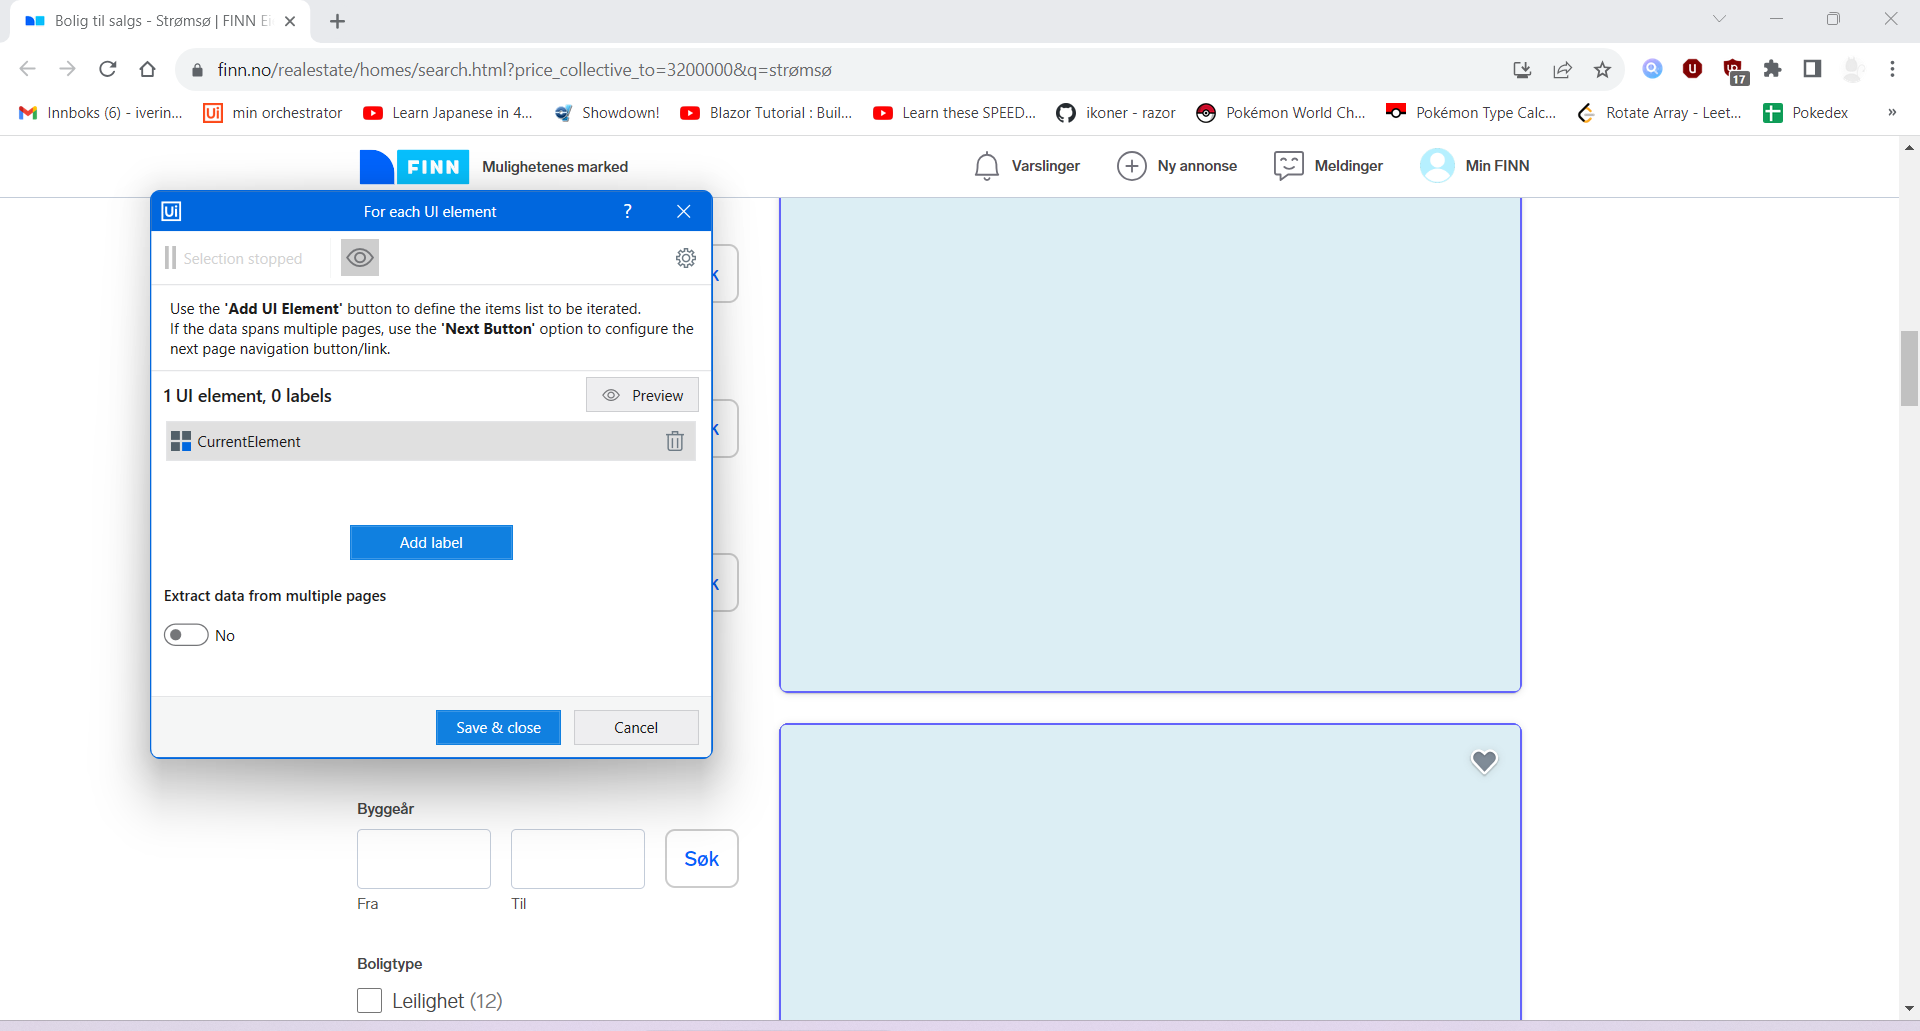 Bolig til salgs - Strømsø | FINN Ei
finn.no/realestate/homes/search.html?price_collective_to=3200000&q=strømsø
17
Innboks (6) - iverin...
Ui
min orchestrator
Learn Japanese in 4...
Showdown!
Blazor Tutorial : Buil...
Learn these SPEED...
ikoner - razor
Pokémon World Ch...
Pokémon Type Calc...
Rotate Array - Leet...
Pokedex
»
FINN
Mulighetenes marked
Varslinger
Ny annonse
Meldinger
Min FINN
Ui
For each UI element
?
Selection stopped
Use the 'Add UI Element' button to define the items list to be iterated.
If the data spans multiple pages, use the 'Next Button' option to configure the
next page navigation button/link.
1 UI element, 0 labels
Preview
CurrentElement
Add label
Extract data from multiple pages
No
Save & close
Cancel
k
k
k
Byggeår
Søk
Fra
Til
Boligtype
Leilighet (12)